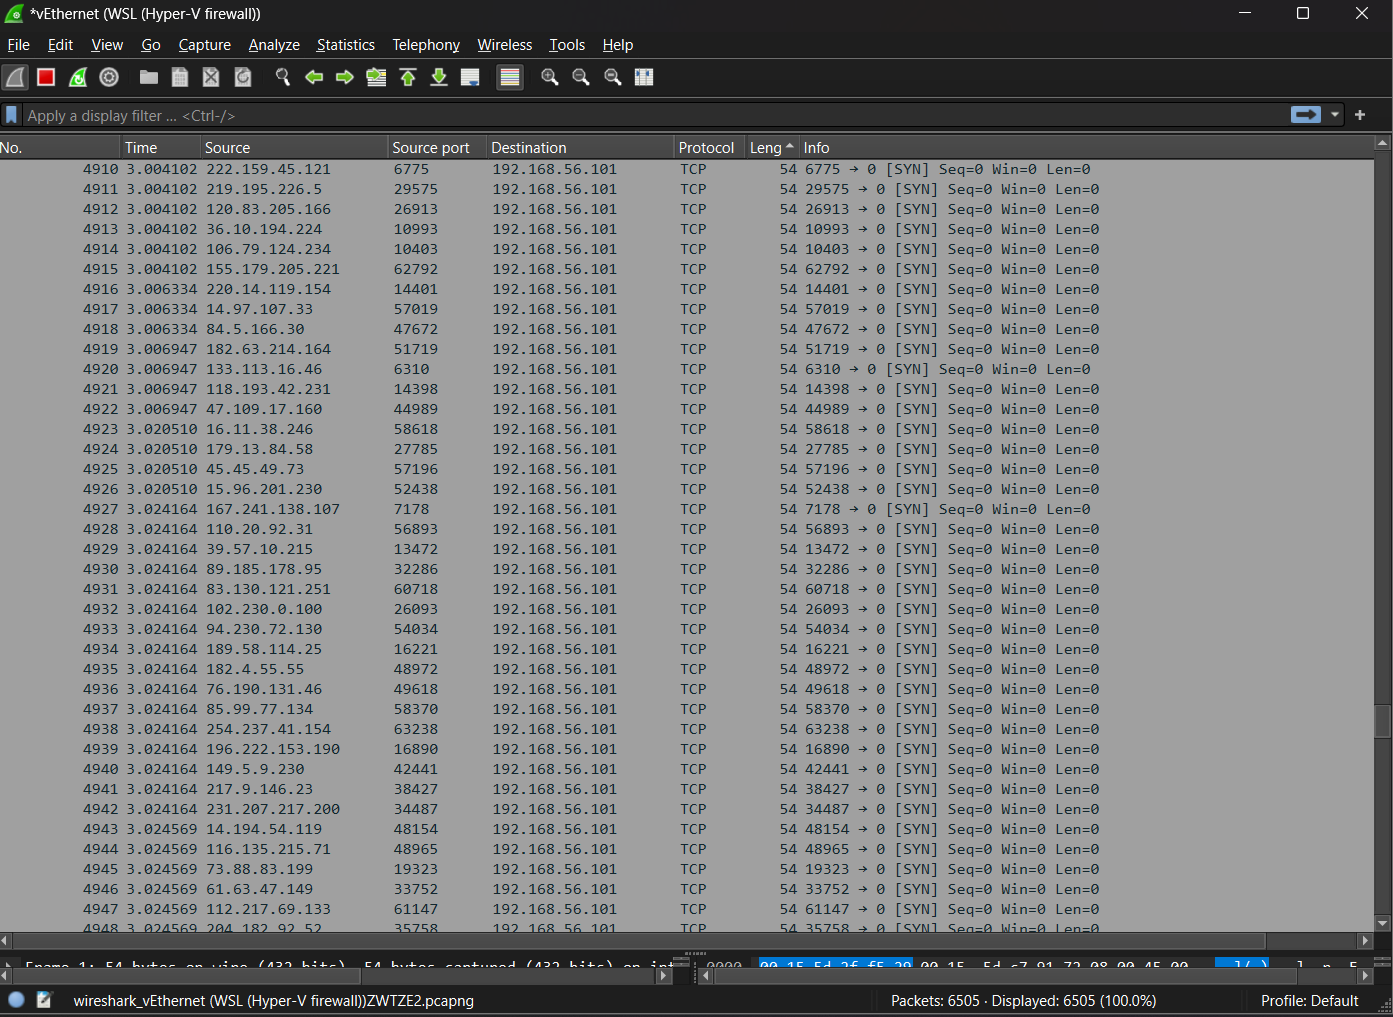 *vEthernet (WSL (Hyper-V firewall))
File Edit View Go Capture Analyze Statistics Telephony Wireless Tools Help
Apply a display filter ... <Ctrl-/>
No. Time Source Source port Destination Protocol Leng Info
4910 3.004102 222.159.45.121 6775 192.168.56.101 TCP 54 6775 → 0 [SYN] Seq=0 Win=0 Len=0
4911 3.004102 219.195.226.5 29575 192.168.56.101 TCP 54 29575 → 0 [SYN] Seq=0 Win=0 Len=0
4912 3.004102 120.83.205.166 26913 192.168.56.101 TCP 54 26913 → 0 [SYN] Seq=0 Win=0 Len=0
4913 3.004102 36.10.194.224 10993 192.168.56.101 TCP 54 10993 → 0 [SYN] Seq=0 Win=0 Len=0
4914 3.004102 106.79.124.234 10403 192.168.56.101 TCP 54 10403 → 0 [SYN] Seq=0 Win=0 Len=0
4915 3.004102 155.179.205.221 62792 192.168.56.101 TCP 54 62792 → 0 [SYN] Seq=0 Win=0 Len=0
4916 3.006334 220.14.119.154 14401 192.168.56.101 TCP 54 14401 → 0 [SYN] Seq=0 Win=0 Len=0
4917 3.006334 14.97.107.33 57019 192.168.56.101 TCP 54 57019 → 0 [SYN] Seq=0 Win=0 Len=0
4918 3.006334 84.5.166.30 47672 192.168.56.101 TCP 54 47672 → 0 [SYN] Seq=0 Win=0 Len=0
4919 3.006947 182.63.214.164 51719 192.168.56.101 TCP 54 51719 → 0 [SYN] Seq=0 Win=0 Len=0
4920 3.006947 133.113.16.46 6310 192.168.56.101 TCP 54 6310 → 0 [SYN] Seq=0 Win=0 Len=0
4921 3.006947 118.193.42.231 14398 192.168.56.101 TCP 54 14398 → 0 [SYN] Seq=0 Win=0 Len=0
4922 3.006947 47.109.17.160 44989 192.168.56.101 TCP 54 44989 → 0 [SYN] Seq=0 Win=0 Len=0
4923 3.020510 16.11.38.246 58618 192.168.56.101 TCP 54 58618 → 0 [SYN] Seq=0 Win=0 Len=0
4924 3.020510 179.13.84.58 27785 192.168.56.101 TCP 54 27785 → 0 [SYN] Seq=0 Win=0 Len=0
4925 3.020510 45.45.49.73 57196 192.168.56.101 TCP 54 57196 → 0 [SYN] Seq=0 Win=0 Len=0
4926 3.020510 15.96.201.230 52438 192.168.56.101 TCP 54 52438 → 0 [SYN] Seq=0 Win=0 Len=0
4927 3.024164 167.241.138.107 7178 192.168.56.101 TCP 54 7178 → 0 [SYN] Seq=0 Win=0 Len=0
4928 3.024164 110.20.92.31 56893 192.168.56.101 TCP 54 56893 → 0 [SYN] Seq=0 Win=0 Len=0
4929 3.024164 39.57.10.215 13472 192.168.56.101 TCP 54 13472 → 0 [SYN] Seq=0 Win=0 Len=0
4930 3.024164 89.185.178.95 32286 192.168.56.101 TCP 54 32286 → 0 [SYN] Seq=0 Win=0 Len=0
4931 3.024164 83.130.121.251 60718 192.168.56.101 TCP 54 60718 → 0 [SYN] Seq=0 Win=0 Len=0
4932 3.024164 102.230.0.100 26093 192.168.56.101 TCP 54 26093 → 0 [SYN] Seq=0 Win=0 Len=0
4933 3.024164 94.230.72.130 54034 192.168.56.101 TCP 54 54034 → 0 [SYN] Seq=0 Win=0 Len=0
4934 3.024164 189.58.114.25 16221 192.168.56.101 TCP 54 16221 → 0 [SYN] Seq=0 Win=0 Len=0
4935 3.024164 182.4.55.55 48972 192.168.56.101 TCP 54 48972 → 0 [SYN] Seq=0 Win=0 Len=0
4936 3.024164 76.190.131.46 49618 192.168.56.101 TCP 54 49618 → 0 [SYN] Seq=0 Win=0 Len=0
4937 3.024164 85.99.77.134 58370 192.168.56.101 TCP 54 58370 → 0 [SYN] Seq=0 Win=0 Len=0
4938 3.024164 254.237.41.154 63238 192.168.56.101 TCP 54 63238 → 0 [SYN] Seq=0 Win=0 Len=0
4939 3.024164 196.222.153.190 16890 192.168.56.101 TCP 54 16890 → 0 [SYN] Seq=0 Win=0 Len=0
4940 3.024164 149.5.9.230 42441 192.168.56.101 TCP 54 42441 → 0 [SYN] Seq=0 Win=0 Len=0
4941 3.024164 217.9.146.23 38427 192.168.56.101 TCP 54 38427 → 0 [SYN] Seq=0 Win=0 Len=0
4942 3.024164 231.207.217.200 34487 192.168.56.101 TCP 54 34487 → 0 [SYN] Seq=0 Win=0 Len=0
4943 3.024569 14.194.54.119 48154 192.168.56.101 TCP 54 48154 → 0 [SYN] Seq=0 Win=0 Len=0
4944 3.024569 116.135.215.71 48965 192.168.56.101 TCP 54 48965 → 0 [SYN] Seq=0 Win=0 Len=0
4945 3.024569 73.88.83.199 19323 192.168.56.101 TCP 54 19323 → 0 [SYN] Seq=0 Win=0 Len=0
4946 3.024569 61.63.47.149 33752 192.168.56.101 TCP 54 33752 → 0 [SYN] Seq=0 Win=0 Len=0
4947 3.024569 112.217.69.133 61147 192.168.56.101 TCP 54 61147 → 0 [SYN] Seq=0 Win=0 Len=0
4948 3.024569 204.182.92.52 35758 192.168.56.101 TCP 54 35758 → 0 [SYN] Seq=0 Win=0 Len=0
Frame 1: 54 bytes on wire (432 bits), 54 bytes captured (432 bits) on int
wireshark_vEthernet (WSL (Hyper-V firewall))ZWTZE2.pcapng Packets: 6505 · Displayed: 6505 (100.0%) Profile: Default